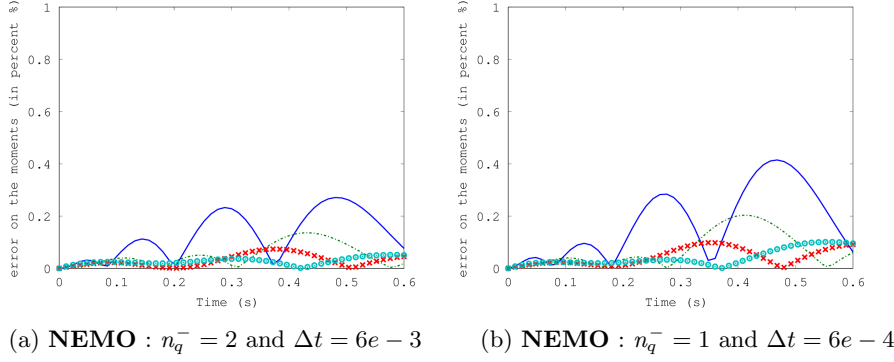 error on the moments (in percent %)
1
0.8
0.6
0.4
0.2
0
0 0.1 0.2 0.3 0.4 0.5 0.6
Time (s)
(a) NEMO : n_q^- = 2 and Δt = 6e − 3
error on the moments (in percent %)
1
0.8
0.6
0.4
0.2
0
0 0.1 0.2 0.3 0.4 0.5 0.6
Time (s)
(b) NEMO : n_q^- = 1 and Δt = 6e − 4